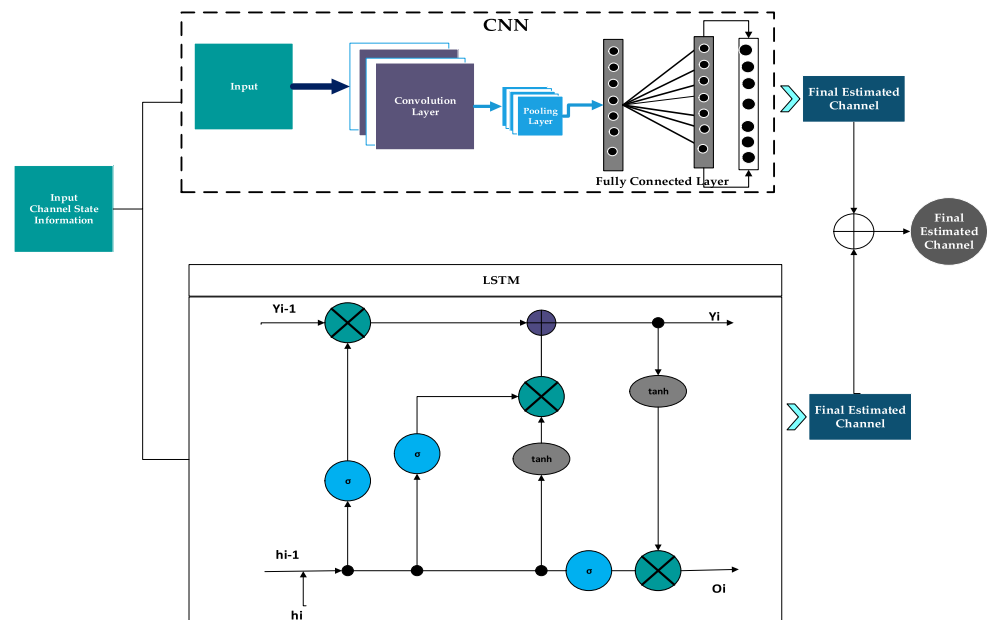 CNN
Input
Convolution
Layer
Pooling
Layer
Fully Connected Layer
Final Estimated
Channel
Input
Channel State
Information
Final
Estimated
Channel
LSTM
Yi-1
Yi
tanh
σ
σ
tanh
Final Estimated
Channel
hi-1
σ
Oi
hi